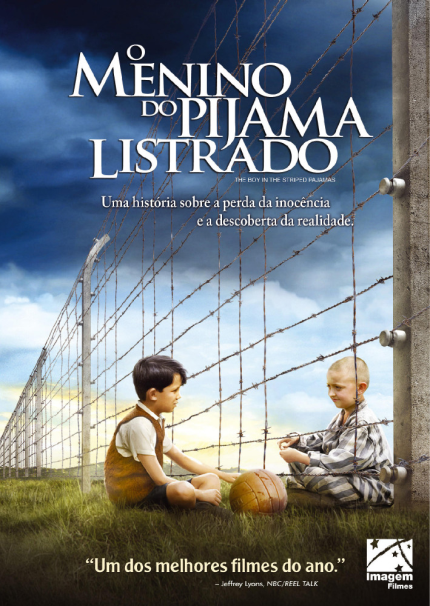 O
MENINO
DO PIJAMA
LISTRADO
THE BOY IN THE STRIPED PAJAMAS
Uma história sobre a perda da inocência
e a descoberta da realidade.
“Um dos melhores filmes do ano.”
– Jeffrey Lyons, NBC/REEL TALK
Imagem
Filmes